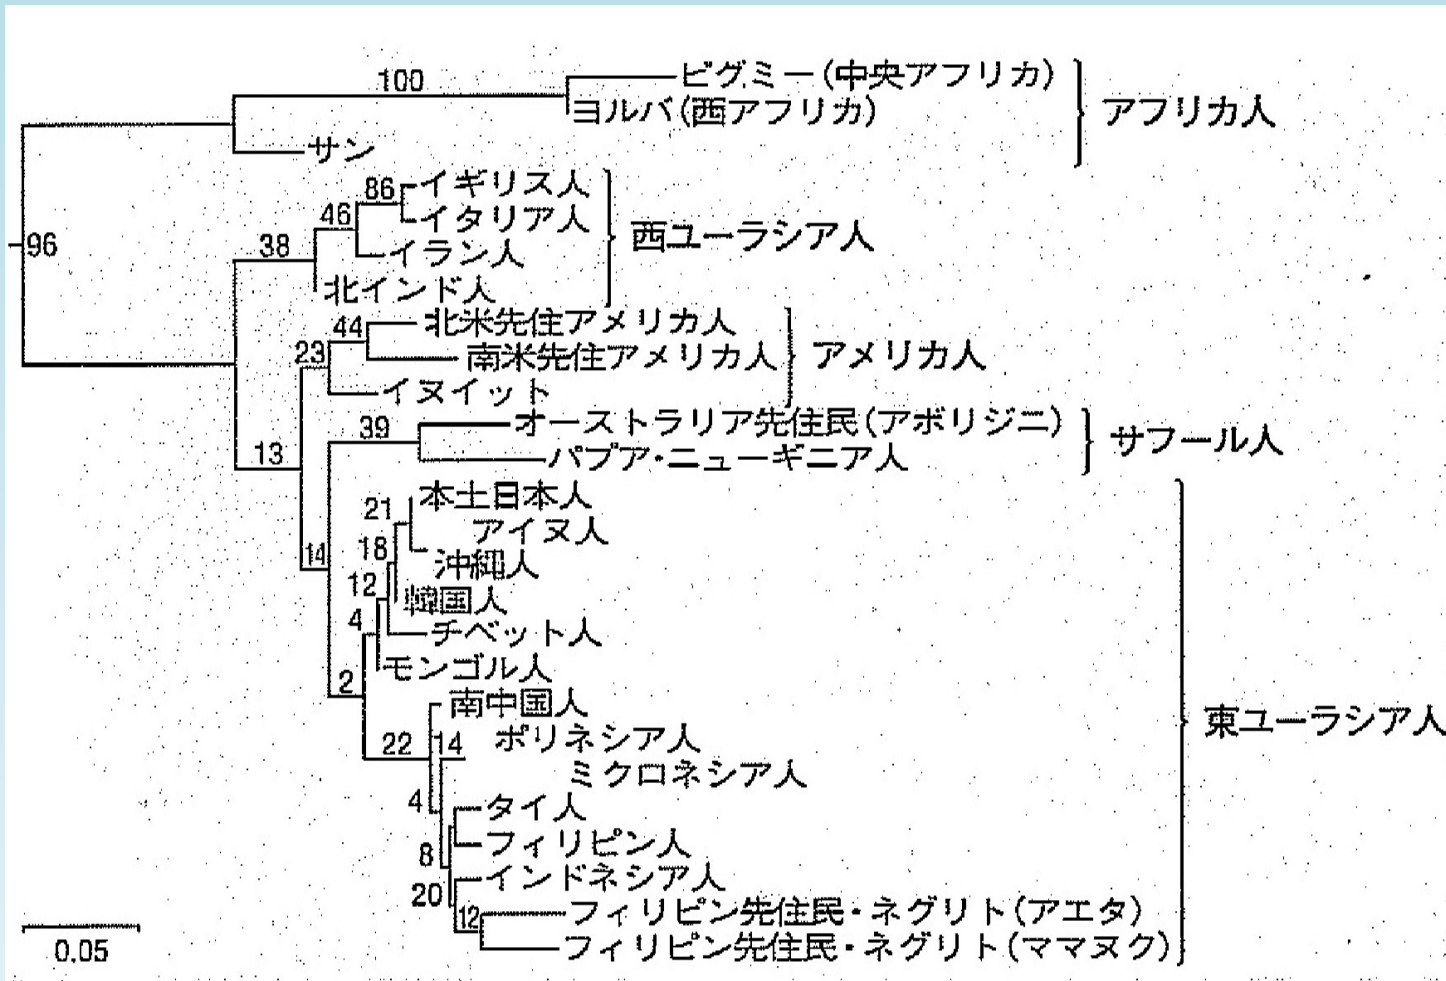 100
ピグミー(中央アフリカ)
ヨルバ(西アフリカ)
アフリカ人
サン
96
86
イギリス人
46
イタリア人
38
イラン人
西ユーラシア人
北インド人
44
北米先住アメリカ人
23
南米先住アメリカ人
アメリカ人
イヌイット
39
オーストラリア先住民(アボリジニ)
13
パプア・ニューギニア人
サフール人
21
本土日本人
アイヌ人
14
18
沖縄人
12
韓国人
4
チベット人
モンゴル人
2
南中国人
22
14
ポリネシア人
東ユーラシア人
ミクロネシア人
4
タイ人
8
フィリピン人
20
インドネシア人
12
フィリピン先住民・ネグリト(アエタ)
フィリピン先住民・ネグリト(ママヌク)
0.05